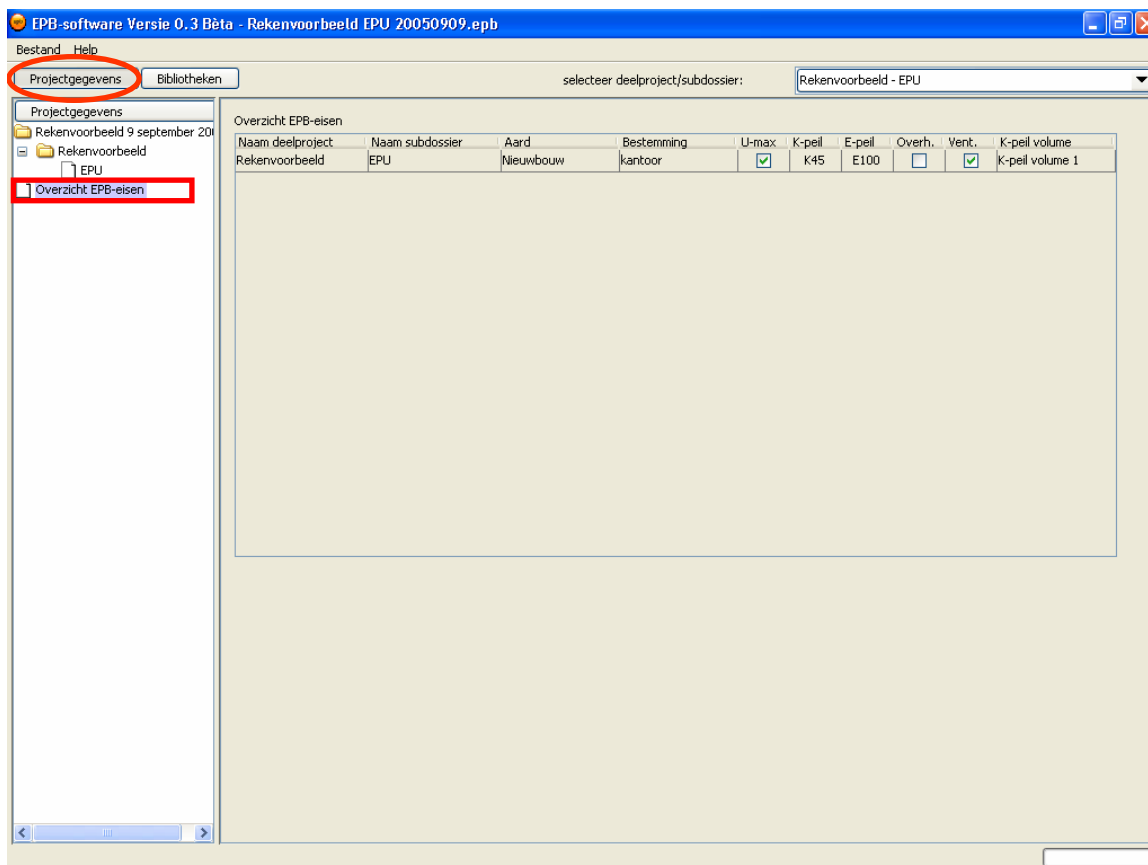 EPB-software Versie 0.3 Bèta - Rekenvoorbeeld EPU 20050909.epb
Bestand Help
Projectgegevens Bibliotheken selecteer deelproject/subdossier: Rekenvoorbeeld - EPU
Projectgegevens
Rekenvoorbeeld 9 september 200
Rekenvoorbeeld
EPU
Overzicht EPB-eisen
Overzicht EPB-eisen
Naam deelproject Naam subdossier Aard Bestemming U-max K-peil E-peil Overh. Vent. K-peil volume
Rekenvoorbeeld EPU Nieuwbouw kantoor K45 E100 K-peil volume 1